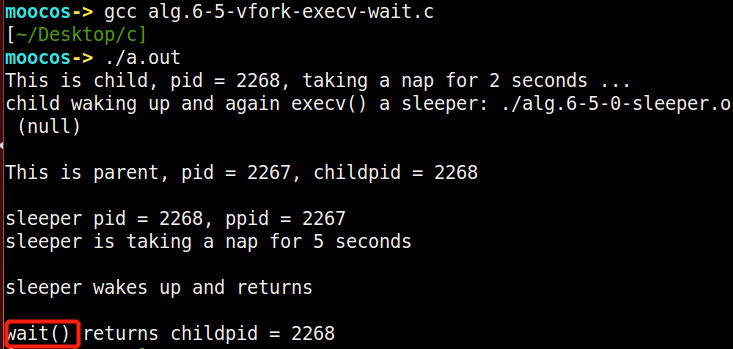 moocos-> gcc alg.6-5-vfork-execv-wait.c
[~/Desktop/c]
moocos-> ./a.out
This is child, pid = 2268, taking a nap for 2 seconds ...
child waking up and again execv() a sleeper: ./alg.6-5-0-sleeper.o
(null)
This is parent, pid = 2267, childpid = 2268
sleeper pid = 2268, ppid = 2267
sleeper is taking a nap for 5 seconds
sleeper wakes up and returns
wait() returns childpid = 2268